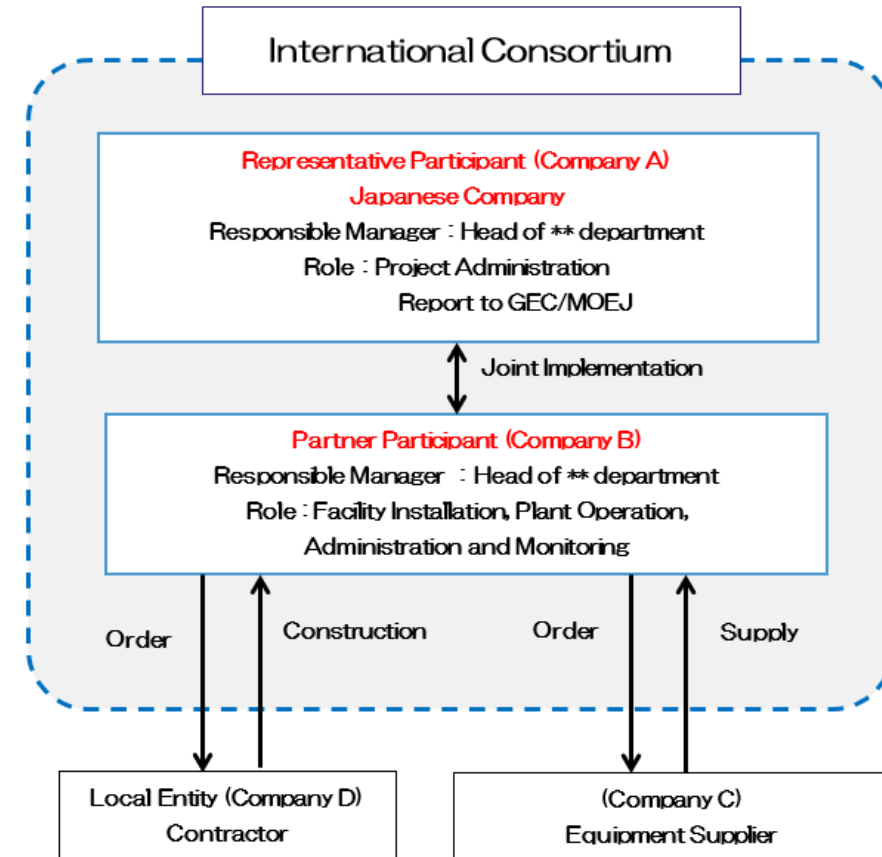 International Consortium
Representative Participant (Company A)
Japanese Company
Responsible Manager : Head of ** department
Role : Project Administration
Report to GEC/MOEJ
Joint Implementation
Partner Participant (Company B)
Responsible Manager : Head of ** department
Role : Facility Installation, Plant Operation,
Administration and Monitoring
Order
Construction
Order
Supply
Local Entity (Company D)
Contractor
(Company C)
Equipment Supplier